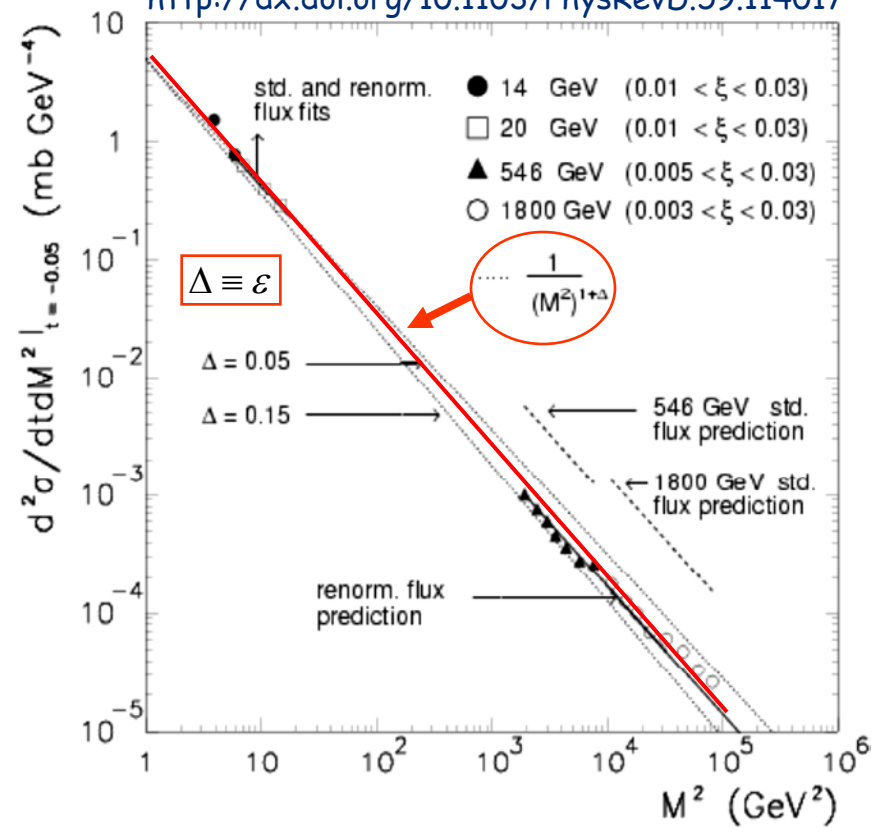 http://dx.doi.org/10.1103/PhysRevD.59.114017
10
1
10⁻¹
10⁻²
10⁻³
10⁻⁴
10⁻⁵
d²σ/dtdM²|ₜ ₌ ₋₀.₀₅ (mb GeV⁻⁴)
std. and renorm.
flux fits
● 14 GeV (0.01 < ξ < 0.03)
□ 20 GeV (0.01 < ξ < 0.03)
▲ 546 GeV (0.005 < ξ < 0.03)
○ 1800 GeV (0.003 < ξ < 0.03)
Δ ≡ ε
1
(M²)¹⁺Δ
Δ = 0.05
Δ = 0.15
546 GeV std.
flux prediction
1800 GeV std.
flux prediction
renorm. flux
prediction
1 10 10² 10³ 10⁴ 10⁵ 10⁶
M² (GeV²)